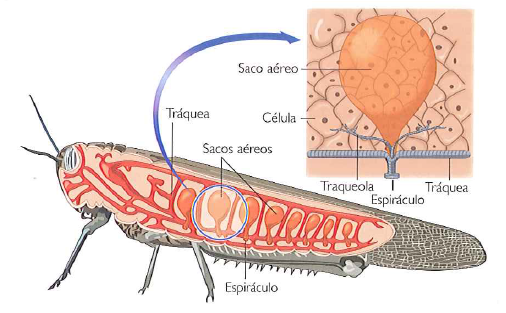 Saco aéreo
Célula
Tráquea
Sacos aéreos
Traqueola
Espiráculo
Tráquea
Espiráculo